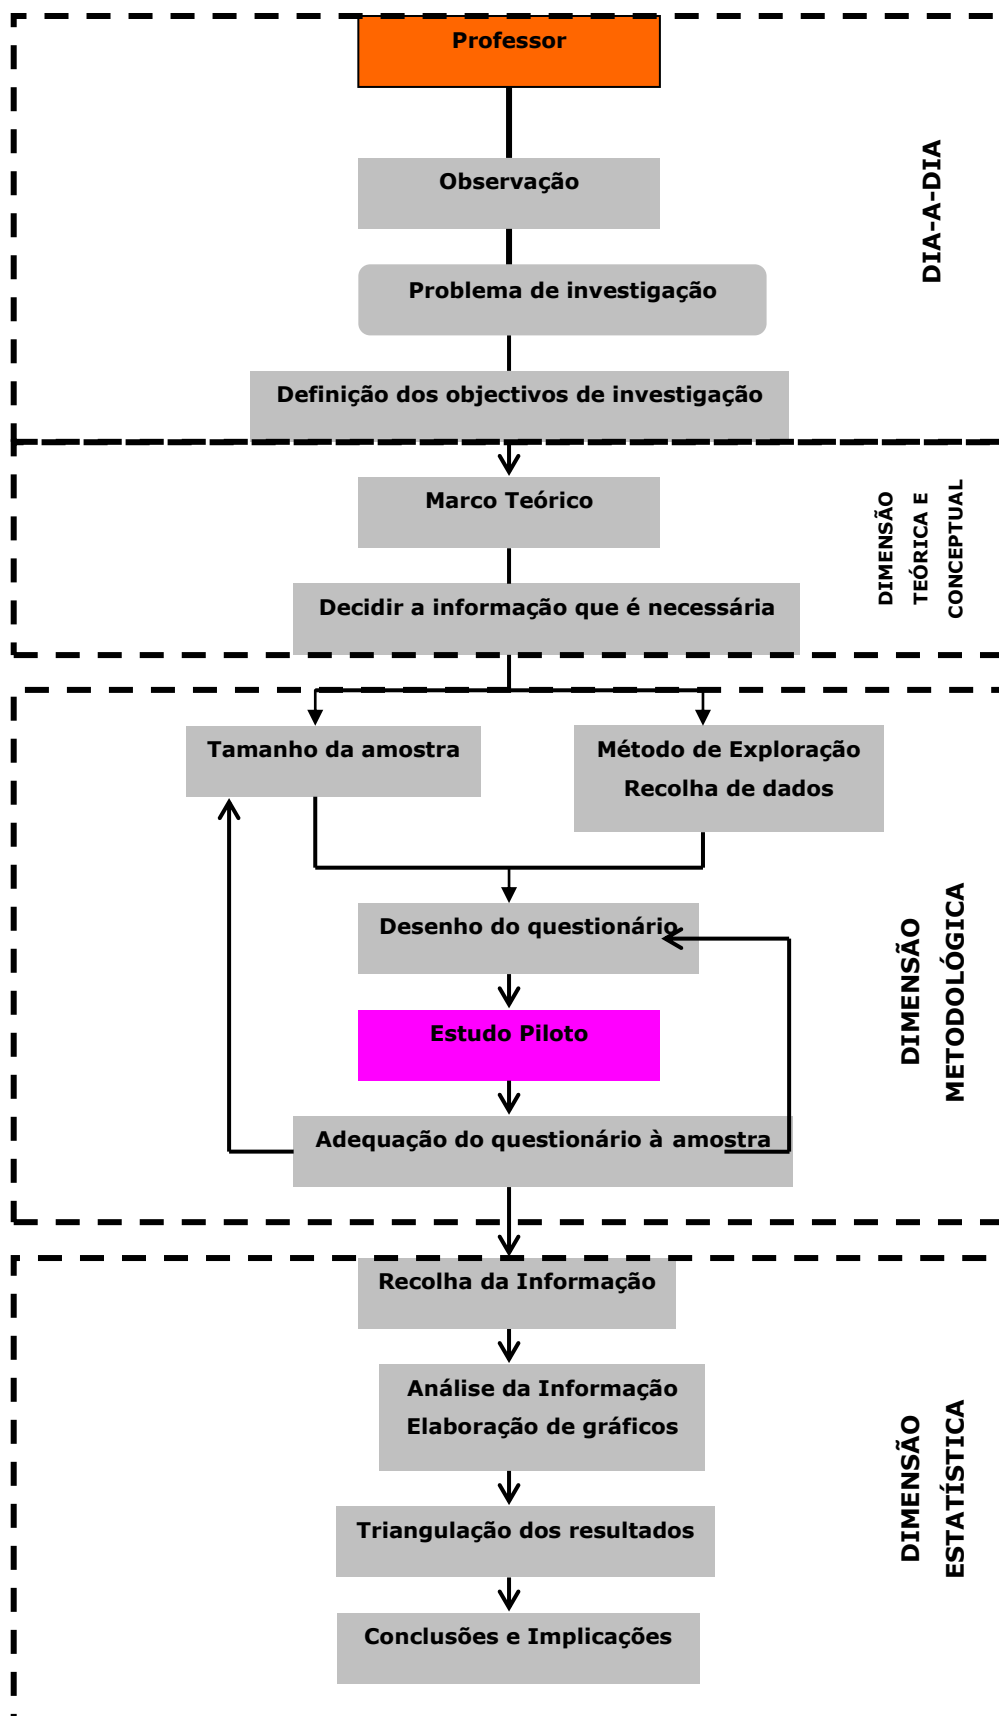 Professor
Observação
Problema de investigação
Definição dos objectivos de investigação
DIA-A-DIA
Marco Teórico
Decidir a informação que é necessária
DIMENSÃO
TEÓRICA E
CONCEPTUAL
Tamanho da amostra
Método de Exploração
Recolha de dados
Desenho do questionário
Estudo Piloto
Adequação do questionário à amostra
DIMENSÃO
METODOLÓGICA
Recolha da Informação
Análise da Informação
Elaboração de gráficos
Triangulação dos resultados
Conclusões e Implicações
DIMENSÃO
ESTATÍSTICA